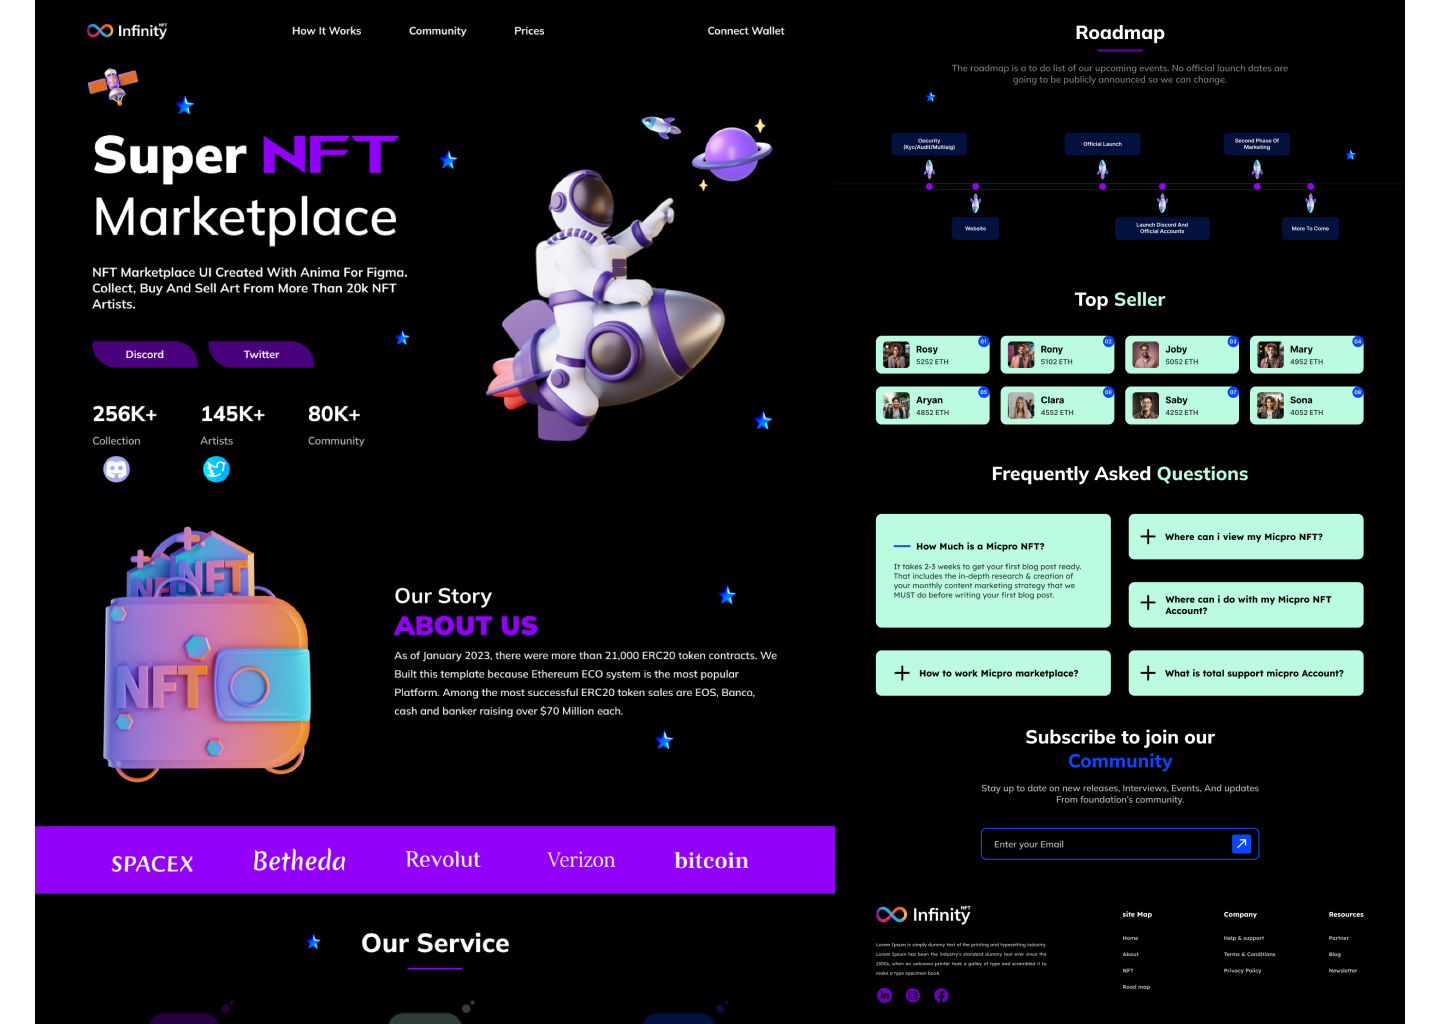 Infinity NFT
How It Works
Community
Prices
Connect Wallet
Super NFT
Marketplace
NFT Marketplace UI Created With Anima For Figma.
Collect, Buy And Sell Art From More Than 20k NFT
Artists.
Discord
Twitter
256K+
145K+
80K+
Collection
Artists
Community
NFT
NFT
NFT
Our Story
ABOUT US
As of January 2023, there were more than 21,000 ERC20 token contracts. We
Built this template because Ethereum ECO system is the most popular
Platform. Among the most successful ERC20 token sales are EOS, Banco,
cash and banker raising over $70 Million each.
SPACEX
Betheda
Revolut
Verizon
bitcoin
Our Service
Roadmap
The roadmap is a to do list of our upcoming events. No official launch dates are
going to be publicly announced so we can change.
Oecurity
(Kyc/Audit/Multisig)
Official Launch
Second Phase Of
Marketing
Website
Launch Discord And
Official Accounts
More To Come
Top Seller
Rosy
5252 ETH
01
Rony
5102 ETH
02
Joby
5052 ETH
03
Mary
4952 ETH
04
Aryan
4852 ETH
05
Clara
4552 ETH
06
Saby
4252 ETH
07
Sona
4052 ETH
08
Frequently Asked Questions
How Much is a Micpro NFT?
It takes 2-3 weeks to get your first blog post ready.
That includes the in-depth research & creation of
your monthly content marketing strategy that we
MUST do before writing your first blog post.
Where can i view my Micpro NFT?
Where can i do with my Micpro NFT
Account?
How to work Micpro marketplace?
What is total support micpro Account?
Subscribe to join our
Community
Stay up to date on new releases, Interviews, Events, And updates
From foundation's community.
Enter your Email
Infinity NFT
Lorem Ipsum is simply dummy text of the printing and typesetting industry.
Lorem Ipsum has been the industry's standard dummy text ever since the
1500s, when an unknown printer took a galley of type and scrambled it to
make a type specimen book.
site Map
Home
About
NFT
Road map
Company
Help & support
Terms & Conditions
Privacy Policy
Resources
Partner
Blog
Newsletter